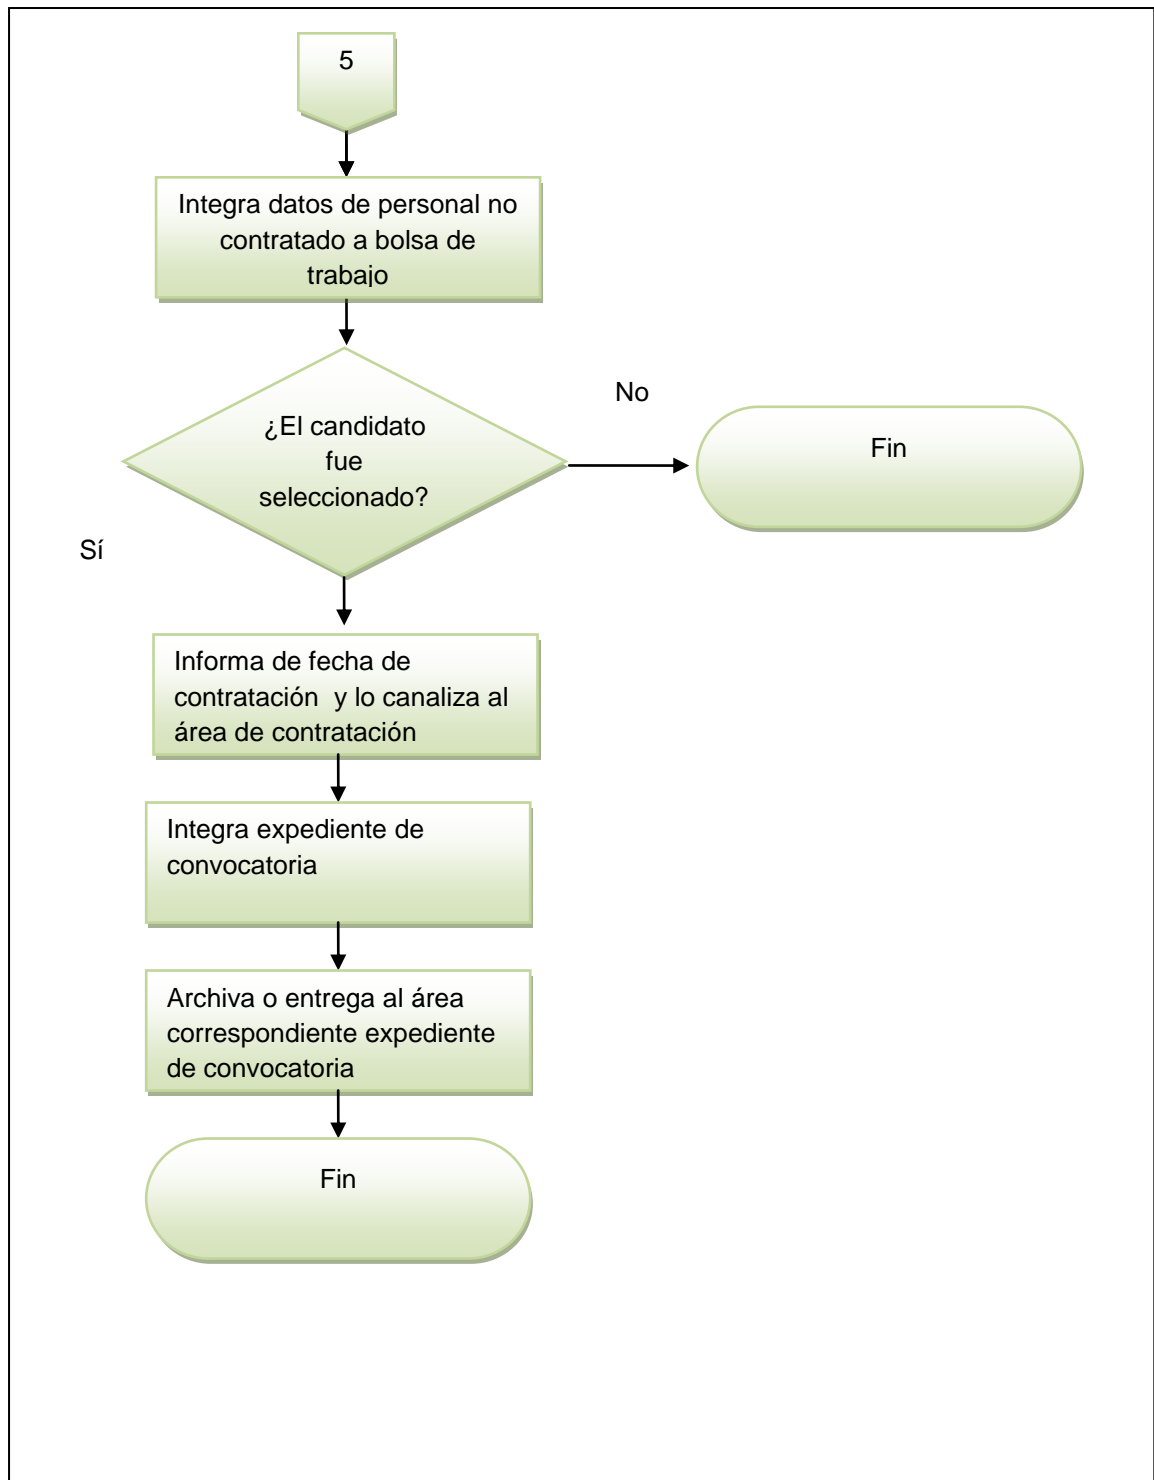 5
Integra datos de personal no
contratado a bolsa de
trabajo
No
¿El candidato
fue
seleccionado?
Fin
Sí
Informa de fecha de
contratación  y lo canaliza al
área de contratación
Integra expediente de
convocatoria
Archiva o entrega al área
correspondiente expediente
de convocatoria
Fin